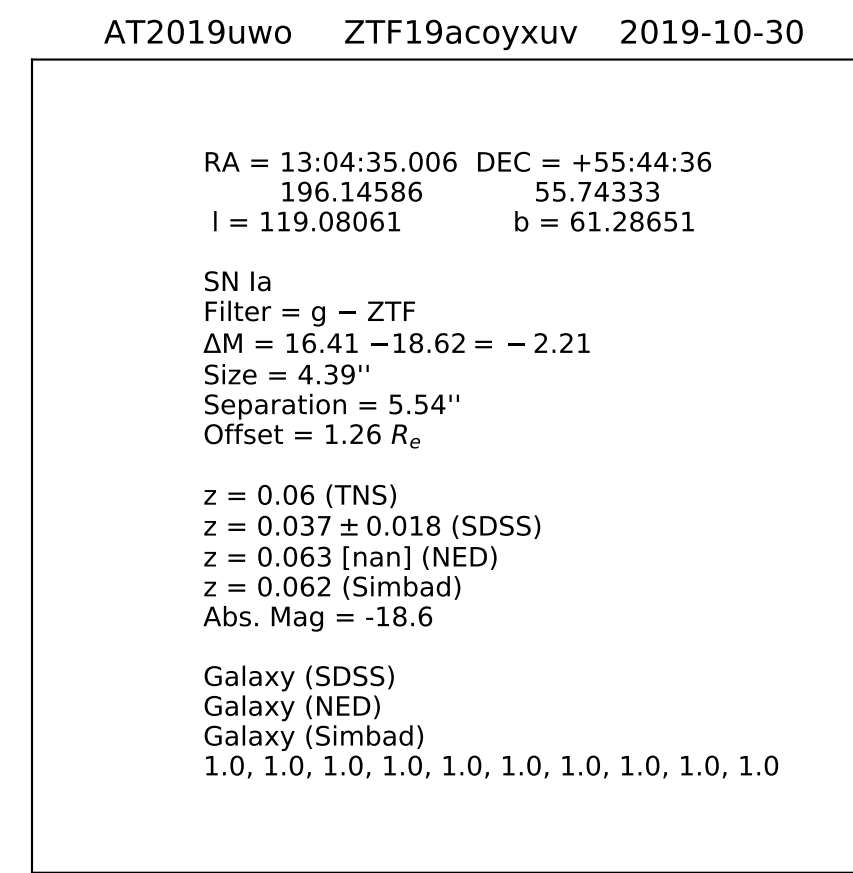 AT2019uwo ZTF19acoyxuv 2019-10-30
RA = 13:04:35.006 DEC = +55:44:36
196.14586 55.74333
l = 119.08061 b = 61.28651
SN Ia
Filter = g − ZTF
ΔM = 16.41 −18.62 = − 2.21
Size = 4.39''
Separation = 5.54''
Offset = 1.26 Rₑ
z = 0.06 (TNS)
z = 0.037 ± 0.018 (SDSS)
z = 0.063 [nan] (NED)
z = 0.062 (Simbad)
Abs. Mag = -18.6
Galaxy (SDSS)
Galaxy (NED)
Galaxy (Simbad)
1.0, 1.0, 1.0, 1.0, 1.0, 1.0, 1.0, 1.0, 1.0, 1.0